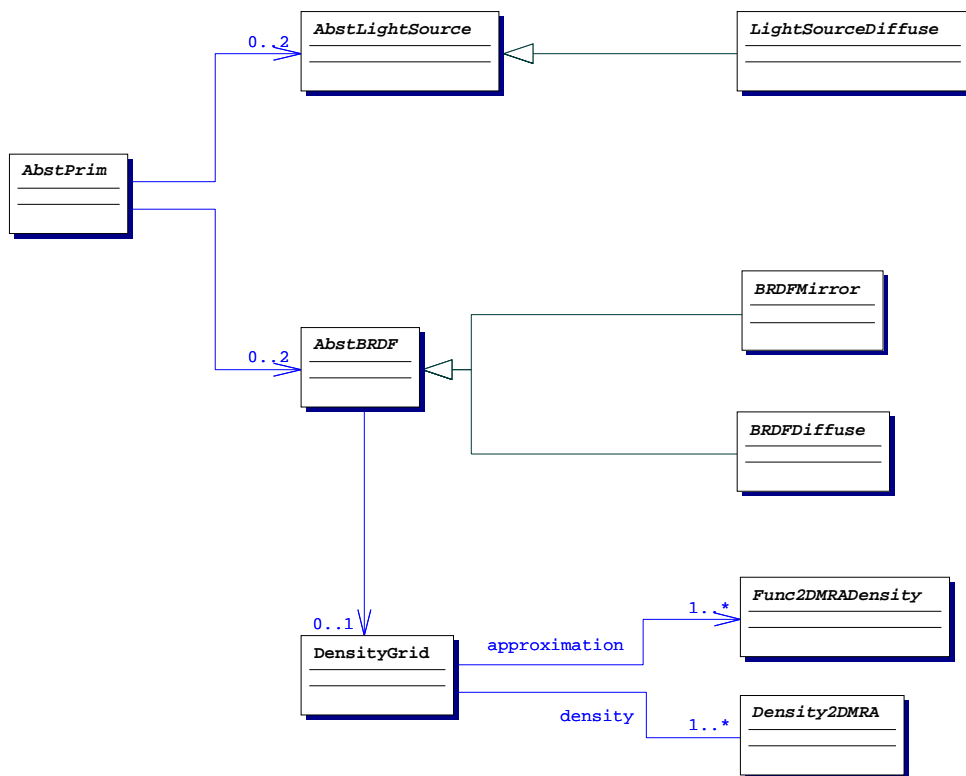 AbstLightSource
LightSourceDiffuse
0..2
AbstPrim
BRDFMirror
AbstBRDF
0..2
BRDFDiffuse
Func2DMRADensity
1..*
0..1
approximation
DensityGrid
density
1..*
Density2DMRA